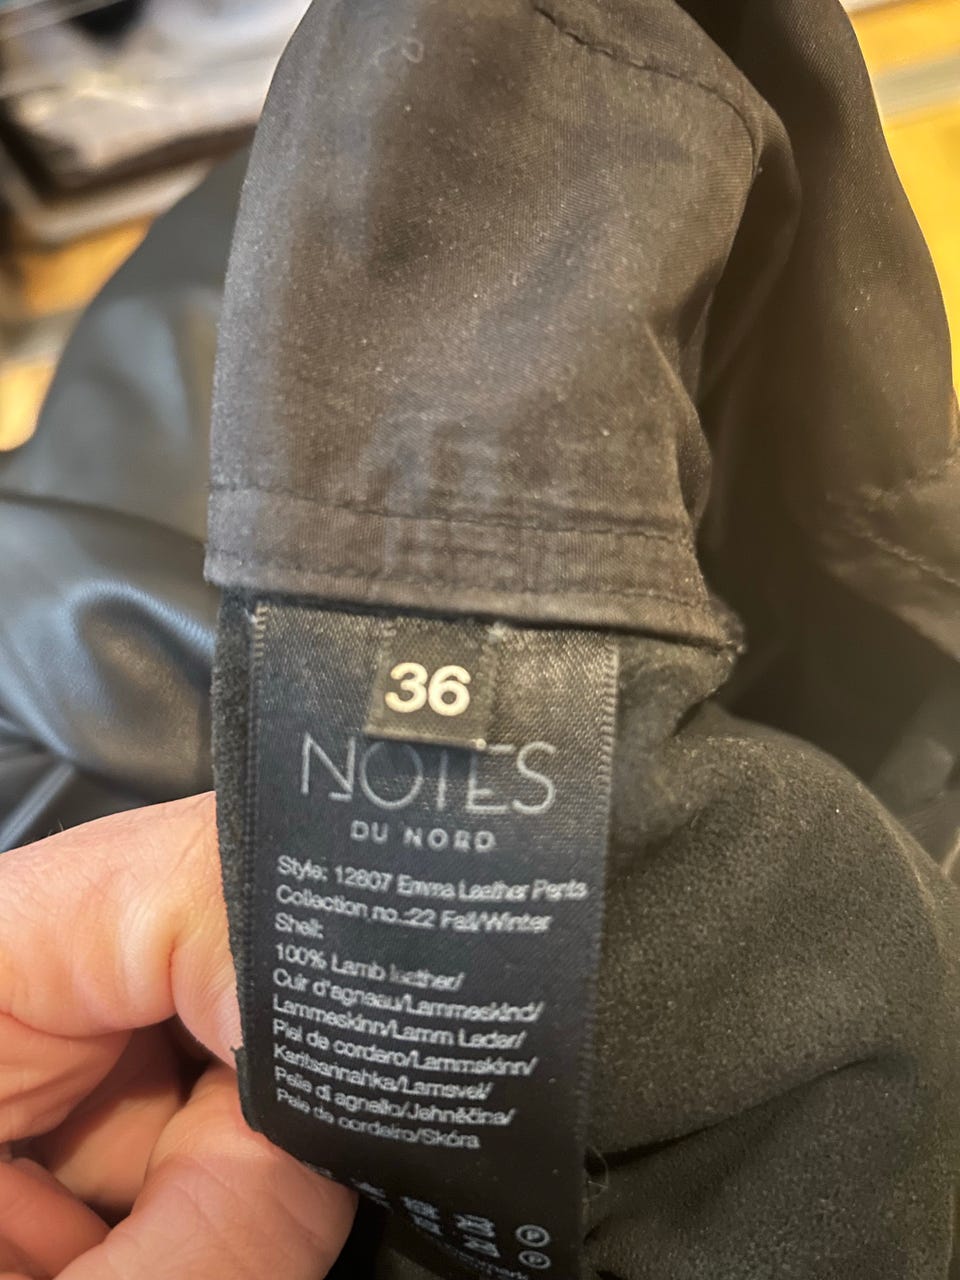 36
NOTES
DU NORD
Style: 12807 Emma Leather Pants
Collection no.:22 Fall/Winter
Shell:
100% Lamb leather/
Cuir d'agneau/Lammeskind/
Lammeskinn/Lamm Leder/
Piel de cordero/Lammskinn/
Karitsannahka/Lamsvel/
Pelle di agnello/Jehněčina/
Pele de cordeiro/Skóra